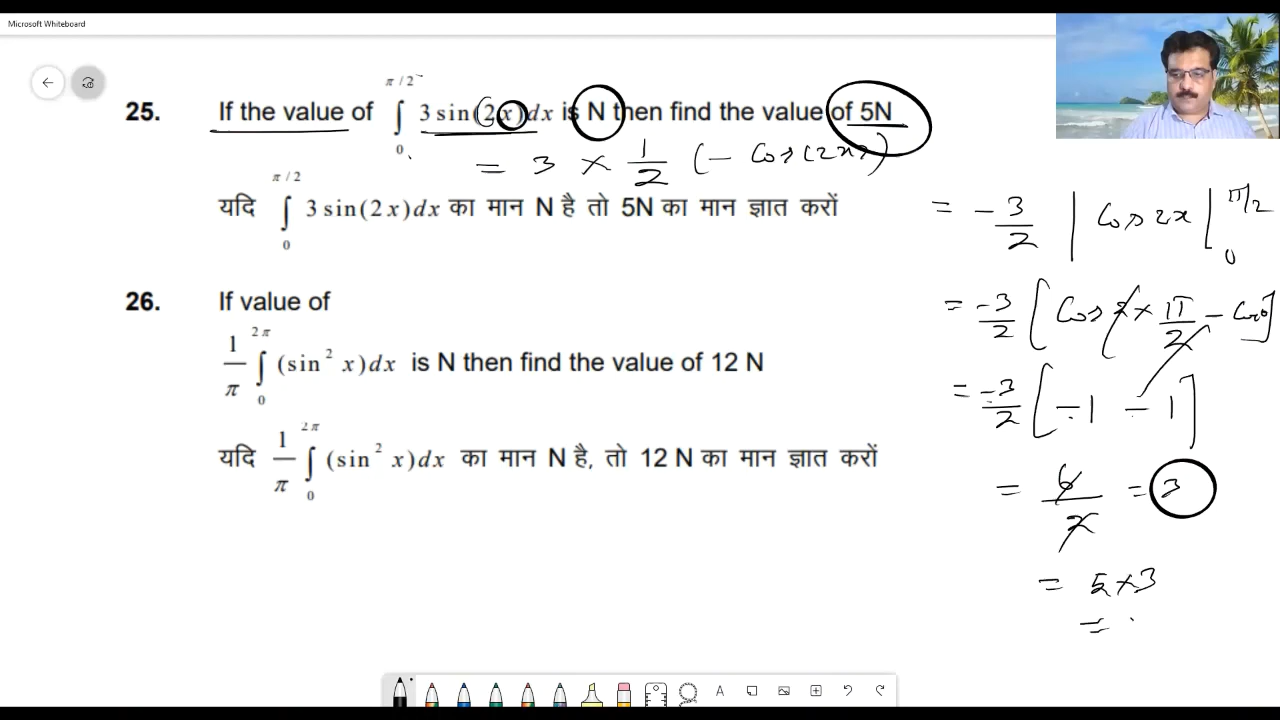 Microsoft Whiteboard
25. If the value of ∫₀^{π/2} 3 sin(2x)dx is N then find the value of 5N
= 3 × 1/2 (− cos(2x))
यदि ∫₀^{π/2} 3 sin(2x)dx का मान N है तो 5N का मान ज्ञात करों
= -3/2 |cos 2x|₀^{π/2}
26. If value of
= -3/2 [cos 2 × π/2 − cos 0]
1/π ∫₀^{2π} (sin² x)dx is N then find the value of 12 N
= -3/2 [-1 - 1]
यदि 1/π ∫₀^{2π} (sin² x)dx का मान N है, तो 12 N का मान ज्ञात करों
= 6/2 = 3
= 5×3
=
A